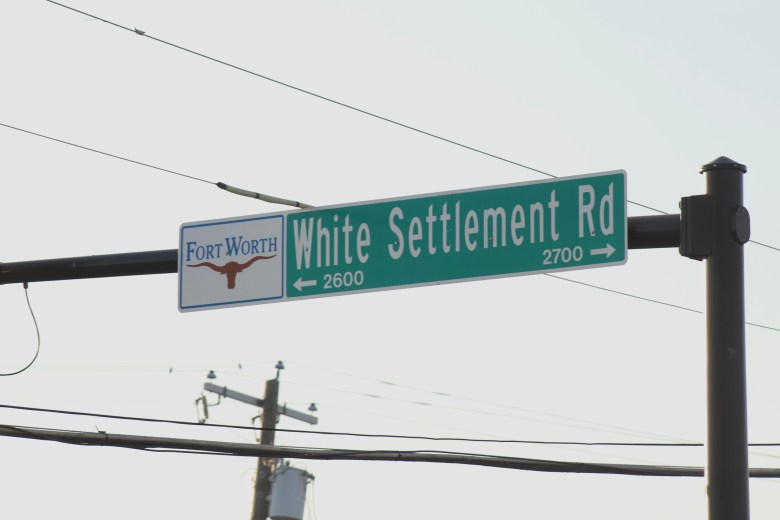 FORT WORTH
White Settlement Rd
← 2600
2700 →